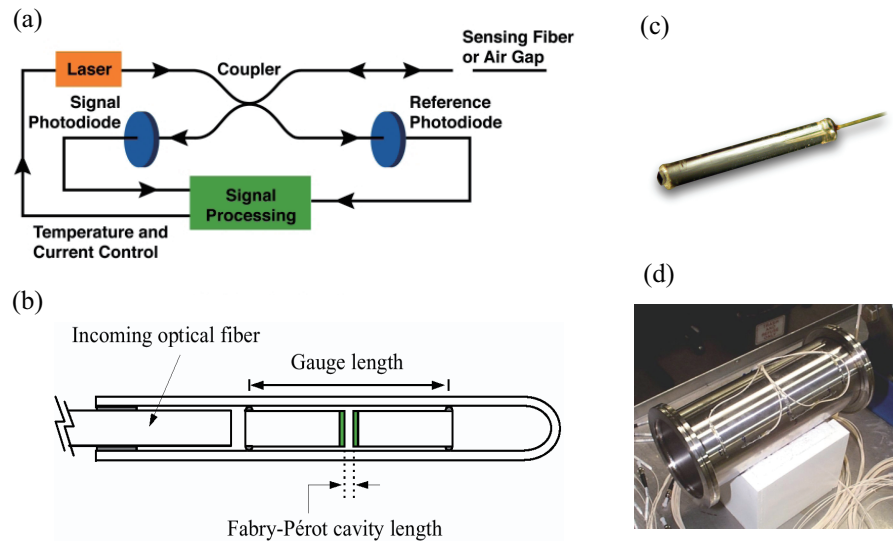 (a)
Laser
Coupler
Sensing Fiber
or Air Gap
Signal
Photodiode
Reference
Photodiode
Signal
Processing
Temperature and
Current Control
(b)
Incoming optical fiber
Gauge length
Fabry-Pérot cavity length
(c)
(d)